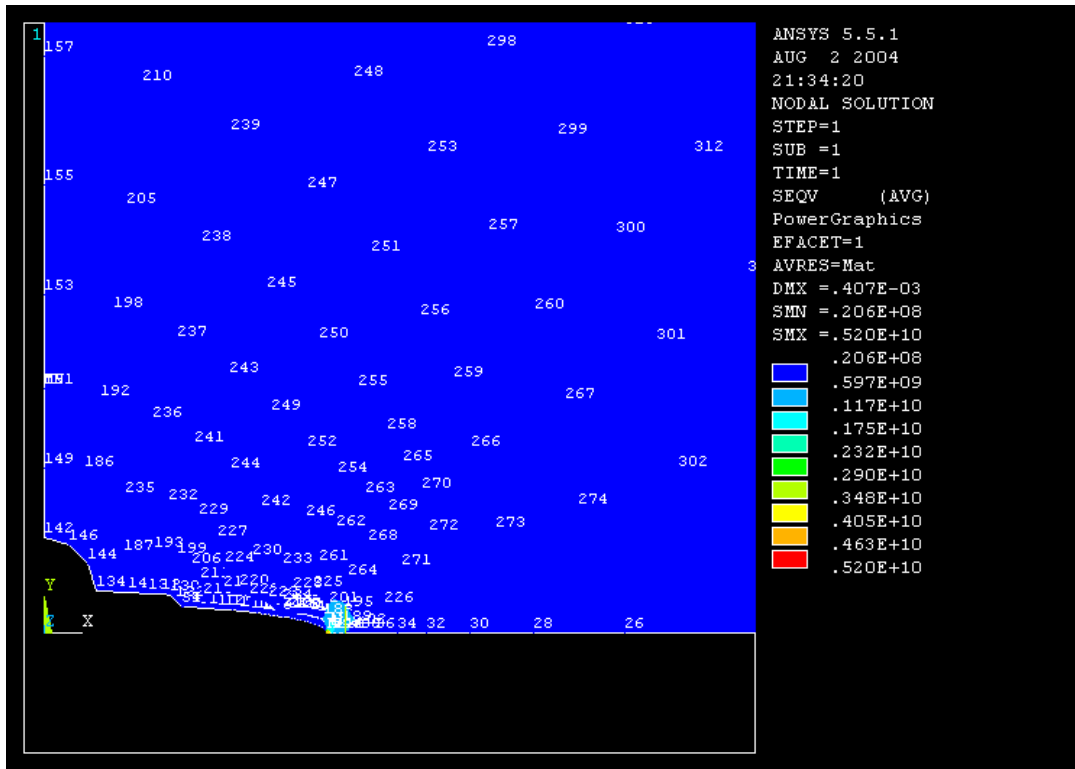 1
ANSYS 5.5.1
AUG 2 2004
21:34:20
NODAL SOLUTION
STEP=1
SUB =1
TIME=1
SEQV (AVG)
PowerGraphics
EFACET=1
AVRES=Mat
DMX =.407E-03
SMN =.206E+08
SMX =.520E+10
.206E+08
.597E+09
.117E+10
.175E+10
.232E+10
.290E+10
.348E+10
.405E+10
.463E+10
.520E+10
157 298
210 248
239 299
253 312
155 247
205
238 251 257 300
153 245
198 256 260
237 250 301
243 255 259
192 267
236 249 258
241 252 266
149 186 244 254 265 302
235 232 263 270
229 242 246 269 274
142 146 227 262 268 272 273
144 187 193 199 206 224 230 233 261 271
264
134 220 225
201 195 226
34 32 30 28 26
Y
X